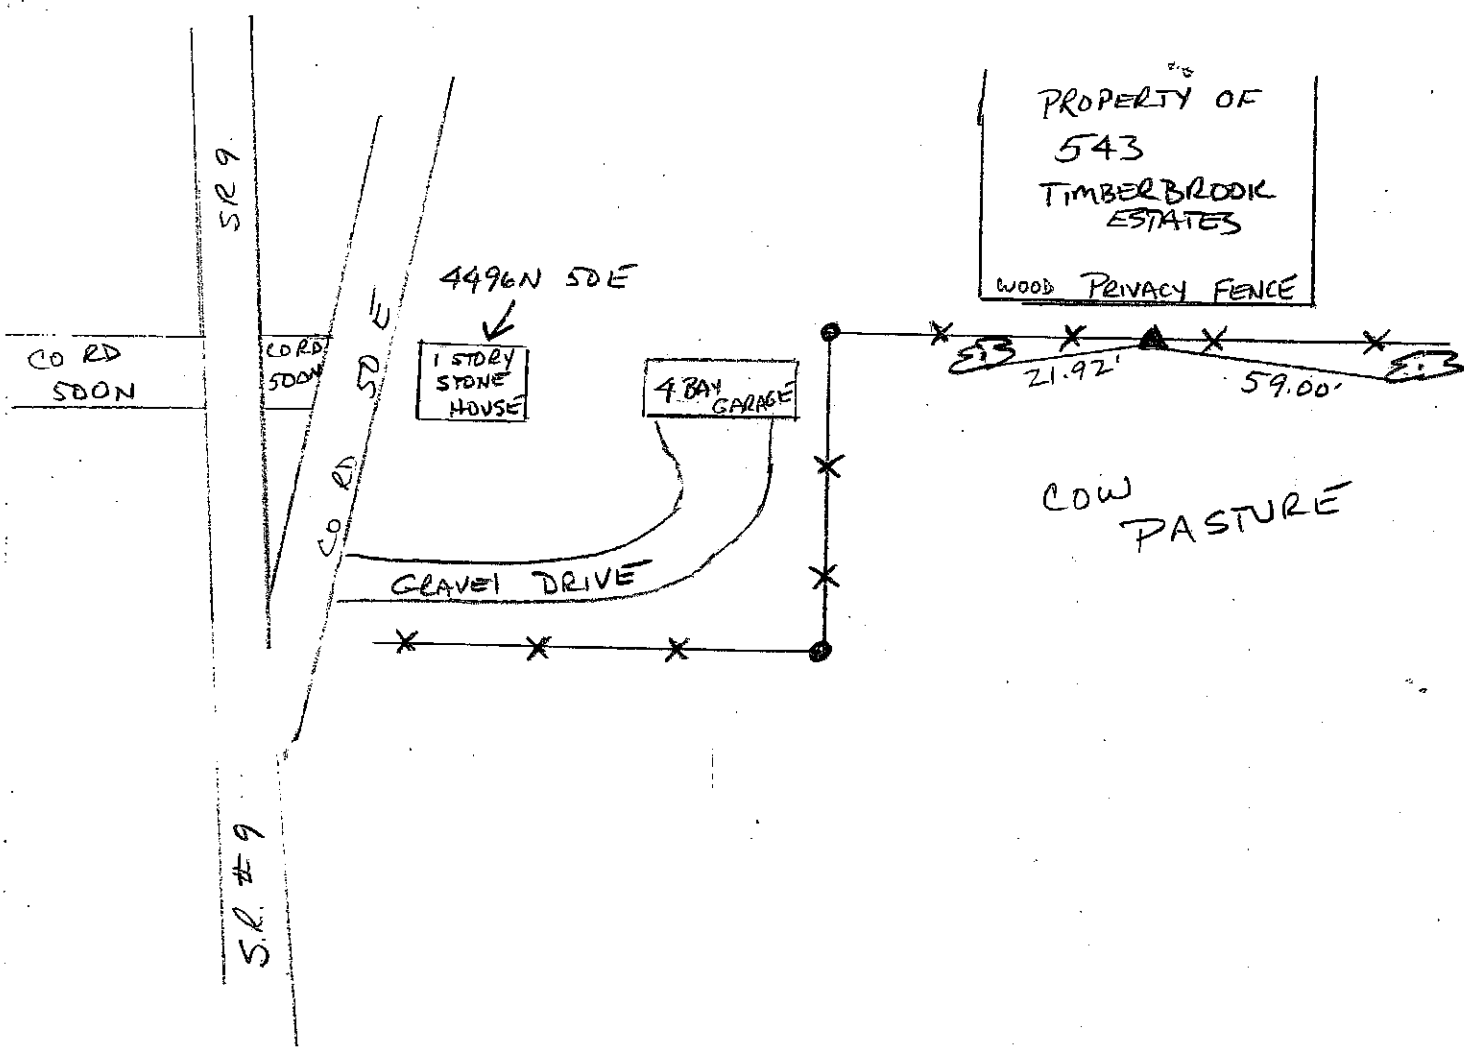 SR 9.
PROPERTY OF
543
TIMBERBROOK
ESTATES
WOOD PRIVACY FENCE
4496N 50E
CO RD
500N
CO RD
500N
CO RD 50 E
1 STORY
STONE
HOUSE
4 BAY
GARAGE
21.92'
59.00'
COW
PASTURE
GRAVEl DRIVE
S.R. #9